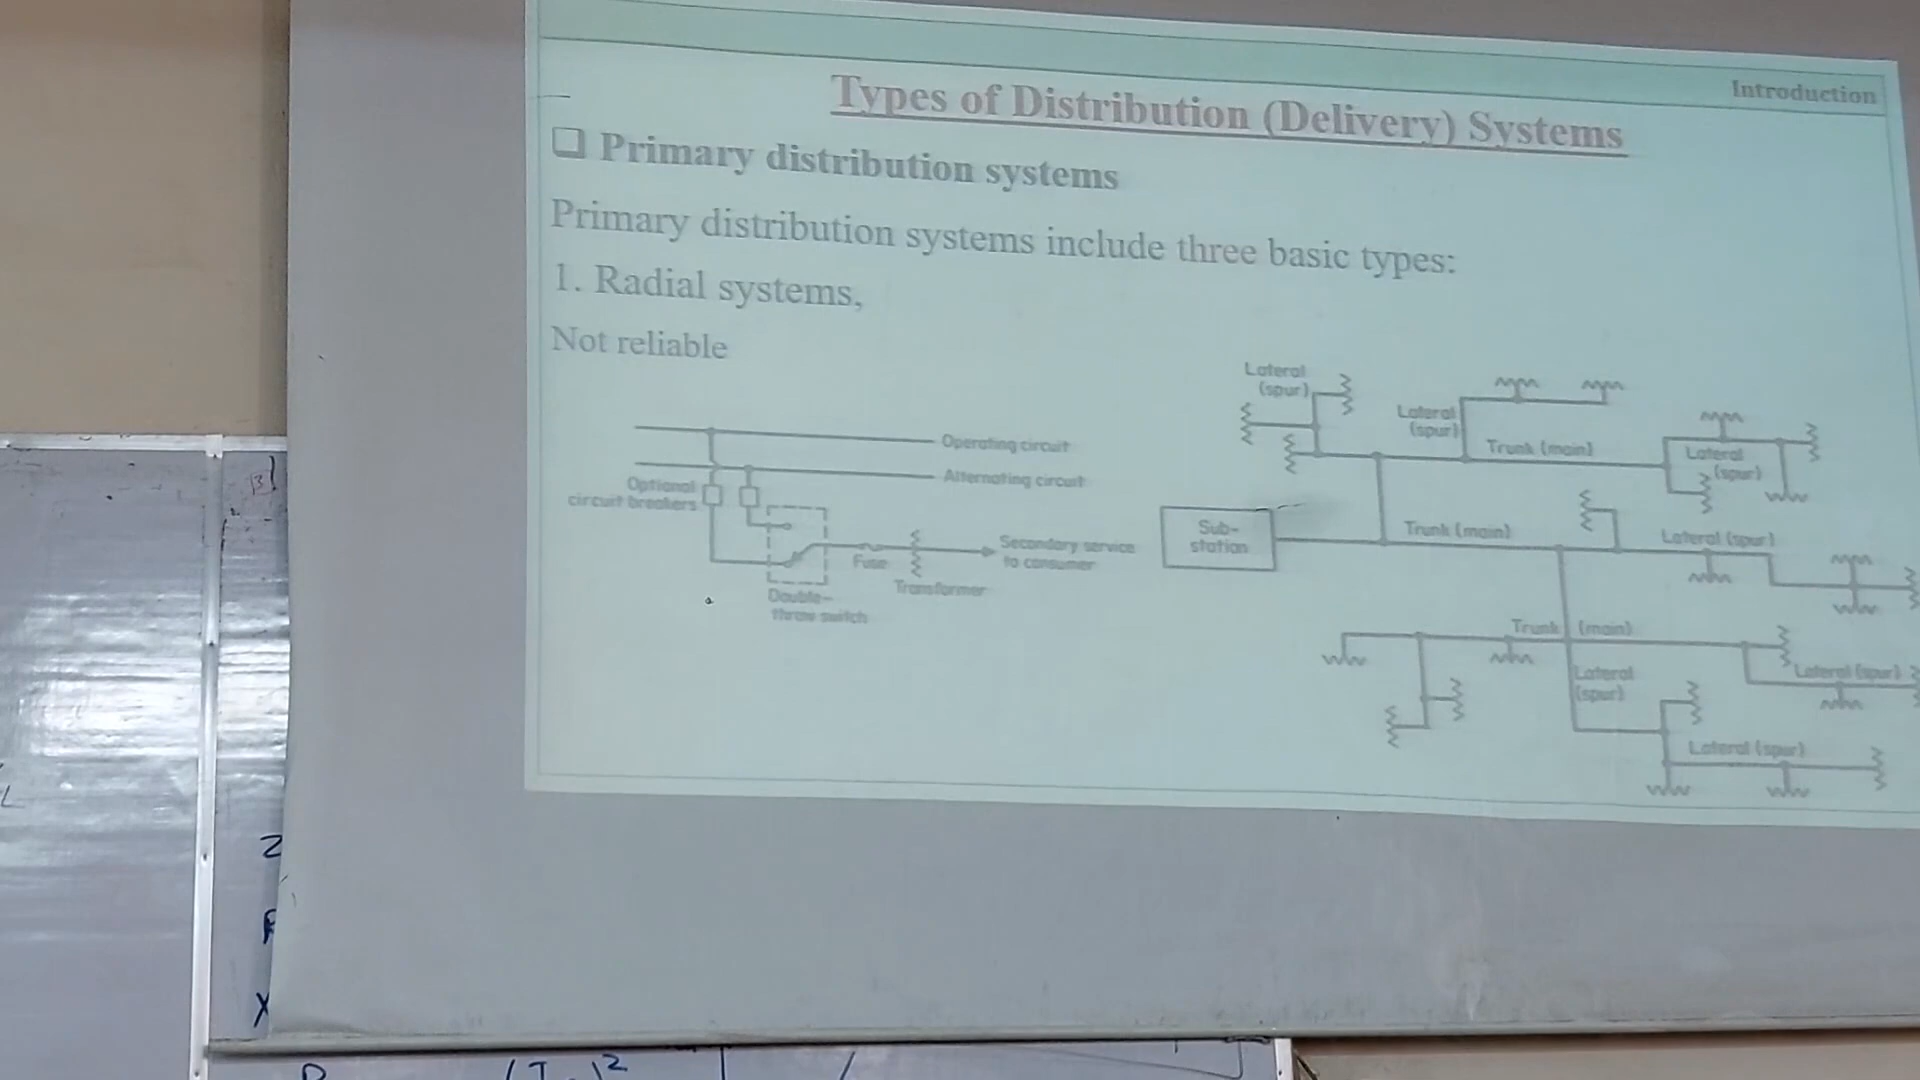 Introduction
Types of Distribution (Delivery) Systems
❑ Primary distribution systems
Primary distribution systems include three basic types:
1. Radial systems,
Not reliable
Operating circuit
Alternating circuit
Optional
circuit breakers
Double-
throw switch
Fuse
Transformer
Secondary service
to consumer
Sub-
station
Lateral
(spur)
Lateral
(spur)
Trunk (main)
Lateral
(spur)
Trunk (main)
Lateral (spur)
Trunk (main)
Lateral
(spur)
Lateral (spur)
Lateral (spur)